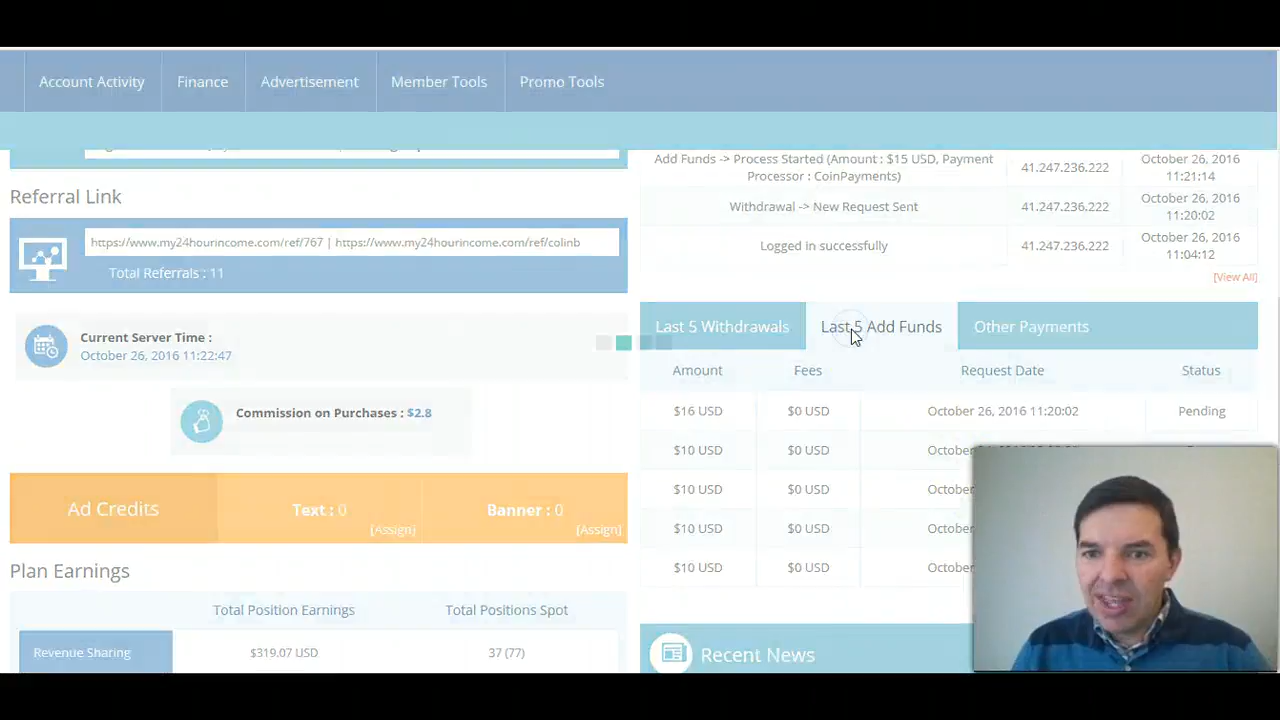 Account Activity
Finance
Advertisement
Member Tools
Promo Tools
Referral Link
https://www.my24hourincome.com/ref/767 | https://www.my24hourincome.com/ref/colinb
Total Referrals : 11
Current Server Time :
October 26, 2016 11:22:47
Commission on Purchases : $2.8
Ad Credits
Text : 0
[Assign]
Banner : 0
[Assign]
Plan Earnings
Total Position Earnings
Total Positions Spot
Revenue Sharing
$319.07 USD
37 (77)
Add Funds -> Process Started (Amount : $15 USD, Payment
Processor : CoinPayments)
41.247.236.222
October 26, 2016
11:21:14
Withdrawal -> New Request Sent
41.247.236.222
October 26, 2016
11:20:02
Logged in successfully
41.247.236.222
October 26, 2016
11:04:12
[View All]
Last 5 Withdrawals
Last 5 Add Funds
Other Payments
Amount
Fees
Request Date
Status
$16 USD
$0 USD
October 26, 2016 11:20:02
Pending
$10 USD
$0 USD
October
$10 USD
$0 USD
October
$10 USD
$0 USD
October
$10 USD
$0 USD
October
Recent News